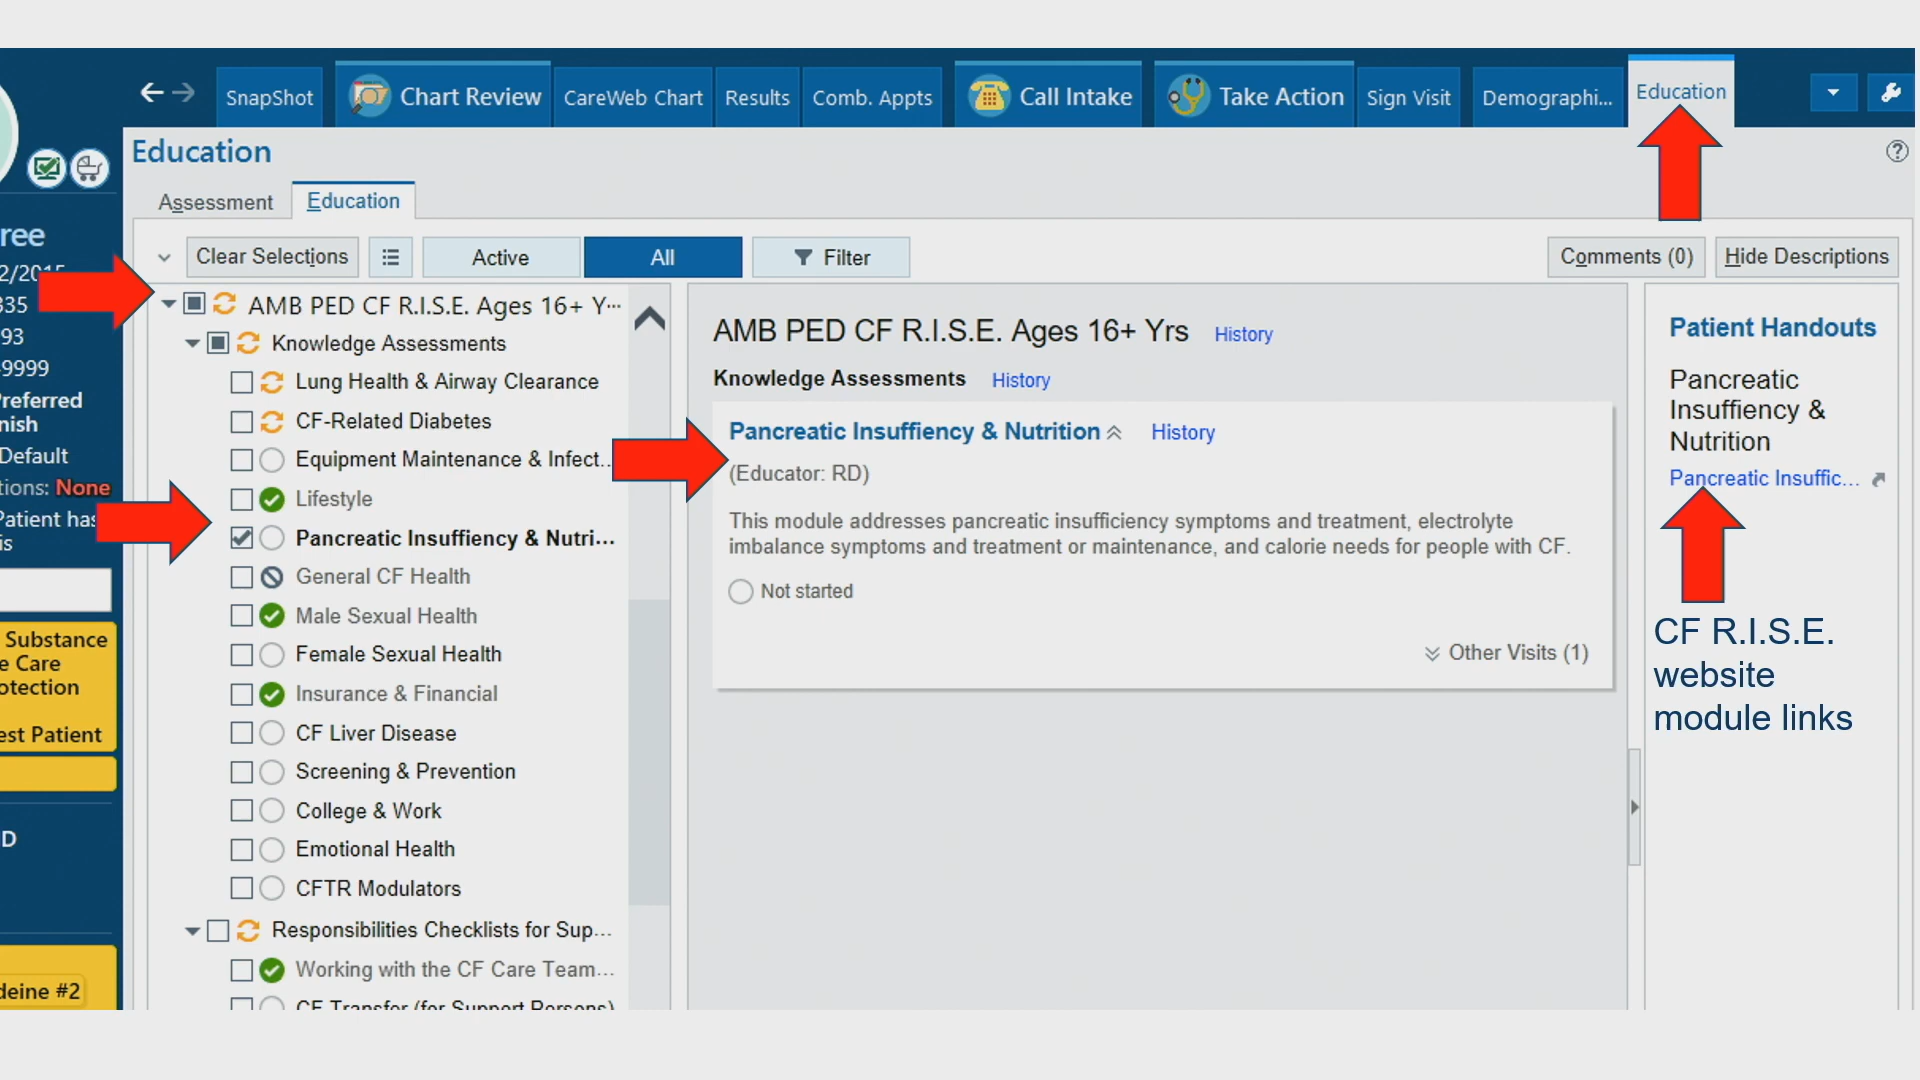 SnapShot
Chart Review
CareWeb Chart
Results
Comb. Appts
Call Intake
Take Action
Sign Visit
Demographi...
Education
Education
Assessment
Education
Clear Selections
Active
All
Filter
Comments (0)
Hide Descriptions
ree
2/2015
335
93
-9999
referred
nish
Default
tions: None
Patient has
is
Substance
e Care
otection
est Patient
D
deine #2
AMB PED CF R.I.S.E. Ages 16+ Y...
Knowledge Assessments
Lung Health & Airway Clearance
CF-Related Diabetes
Equipment Maintenance & Infect...
Lifestyle
Pancreatic Insuffiency & Nutri...
General CF Health
Male Sexual Health
Female Sexual Health
Insurance & Financial
CF Liver Disease
Screening & Prevention
College & Work
Emotional Health
CFTR Modulators
Responsibilities Checklists for Sup...
Working with the CF Care Team...
CF Transfer (for Support Persons)
AMB PED CF R.I.S.E. Ages 16+ Yrs History
Knowledge Assessments History
Pancreatic Insuffiency & Nutrition History
(Educator: RD)
This module addresses pancreatic insufficiency symptoms and treatment, electrolyte
imbalance symptoms and treatment or maintenance, and calorie needs for people with CF.
Not started
Other Visits (1)
Patient Handouts
Pancreatic
Insuffiency &
Nutrition
Pancreatic Insuffic...
CF R.I.S.E.
website
module links